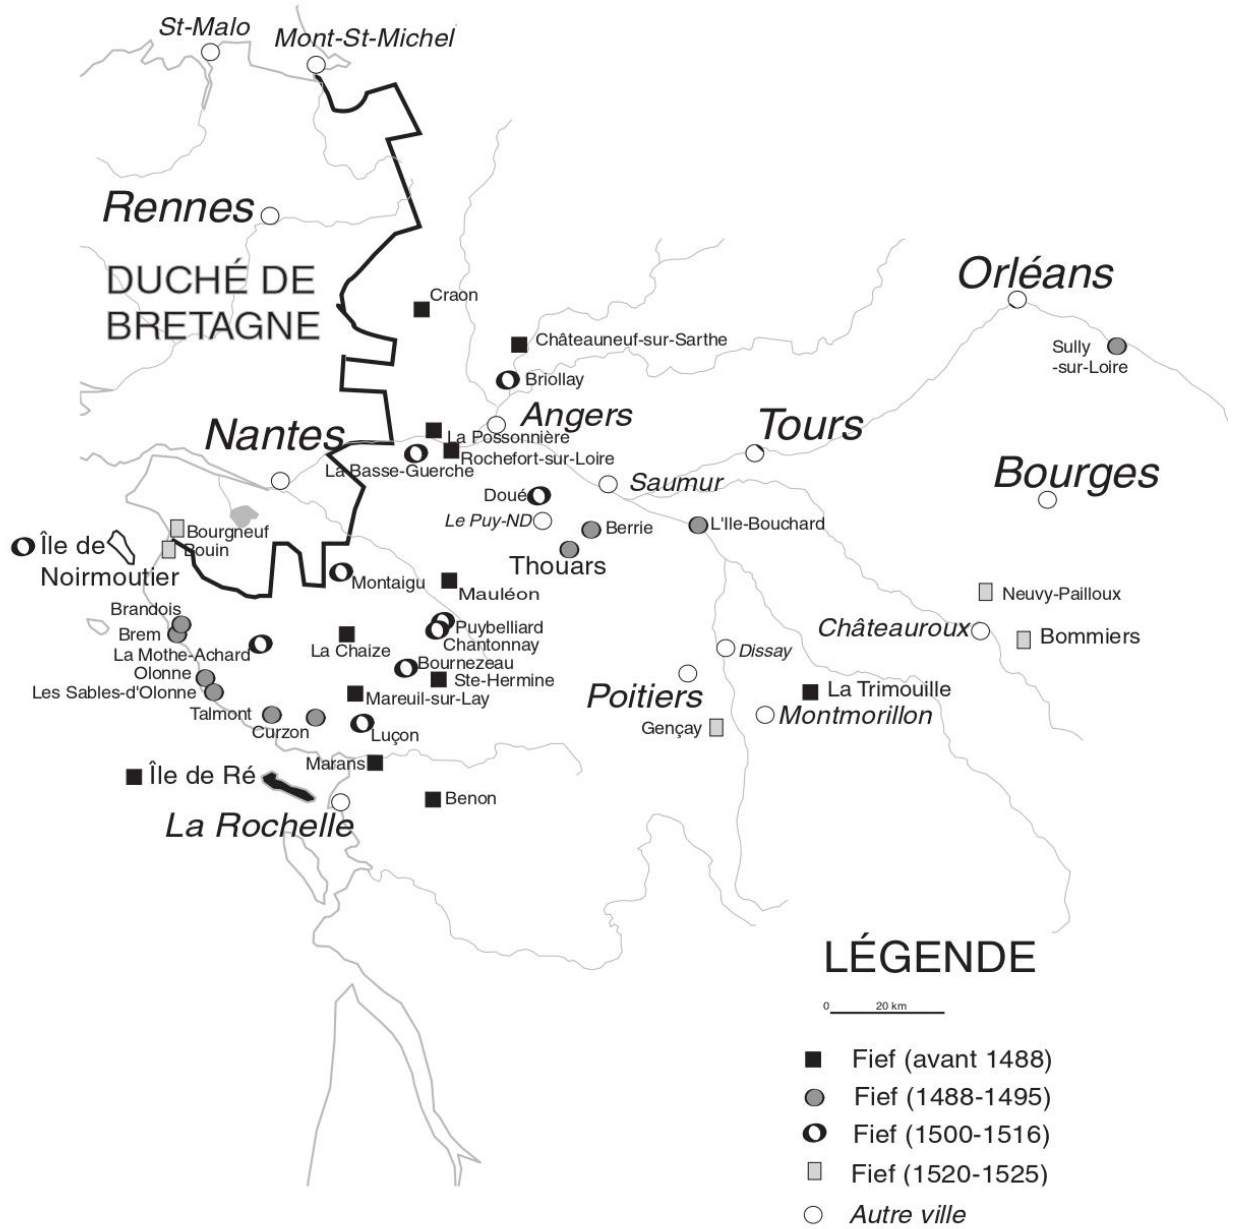 St-Malo
Mont-St-Michel
Rennes
DUCHÉ DE
BRETAGNE
Craon
Orléans
Châteauneuf-sur-Sarthe
Sully
-sur-Loire
Briollay
Angers
Tours
Nantes
La Possonnière
Rochefort-sur-Loire
La Basse-Guerche
Bourges
Saumur
Doué
Le Puy-ND
Berrie
L'Ile-Bouchard
Bourgneuf
Bouin
Île de
Noirmoutier
Thouars
Montaigu
Mauléon
Neuvy-Pailloux
Brandois
Brem
Puybelliard
Chantonnay
Châteauroux
Bommiers
La Mothe-Achard
La Chaize
Dissay
Bournezeau
Olonne
Ste-Hermine
Les Sables-d'Olonne
Mareuil-sur-Lay
Poitiers
La Trimouille
Talmont
Curzon
Luçon
Gençay
Montmorillon
Marans
Île de Ré
Benon
La Rochelle
LÉGENDE
0 20 km
Fief (avant 1488)
Fief (1488-1495)
Fief (1500-1516)
Fief (1520-1525)
Autre ville